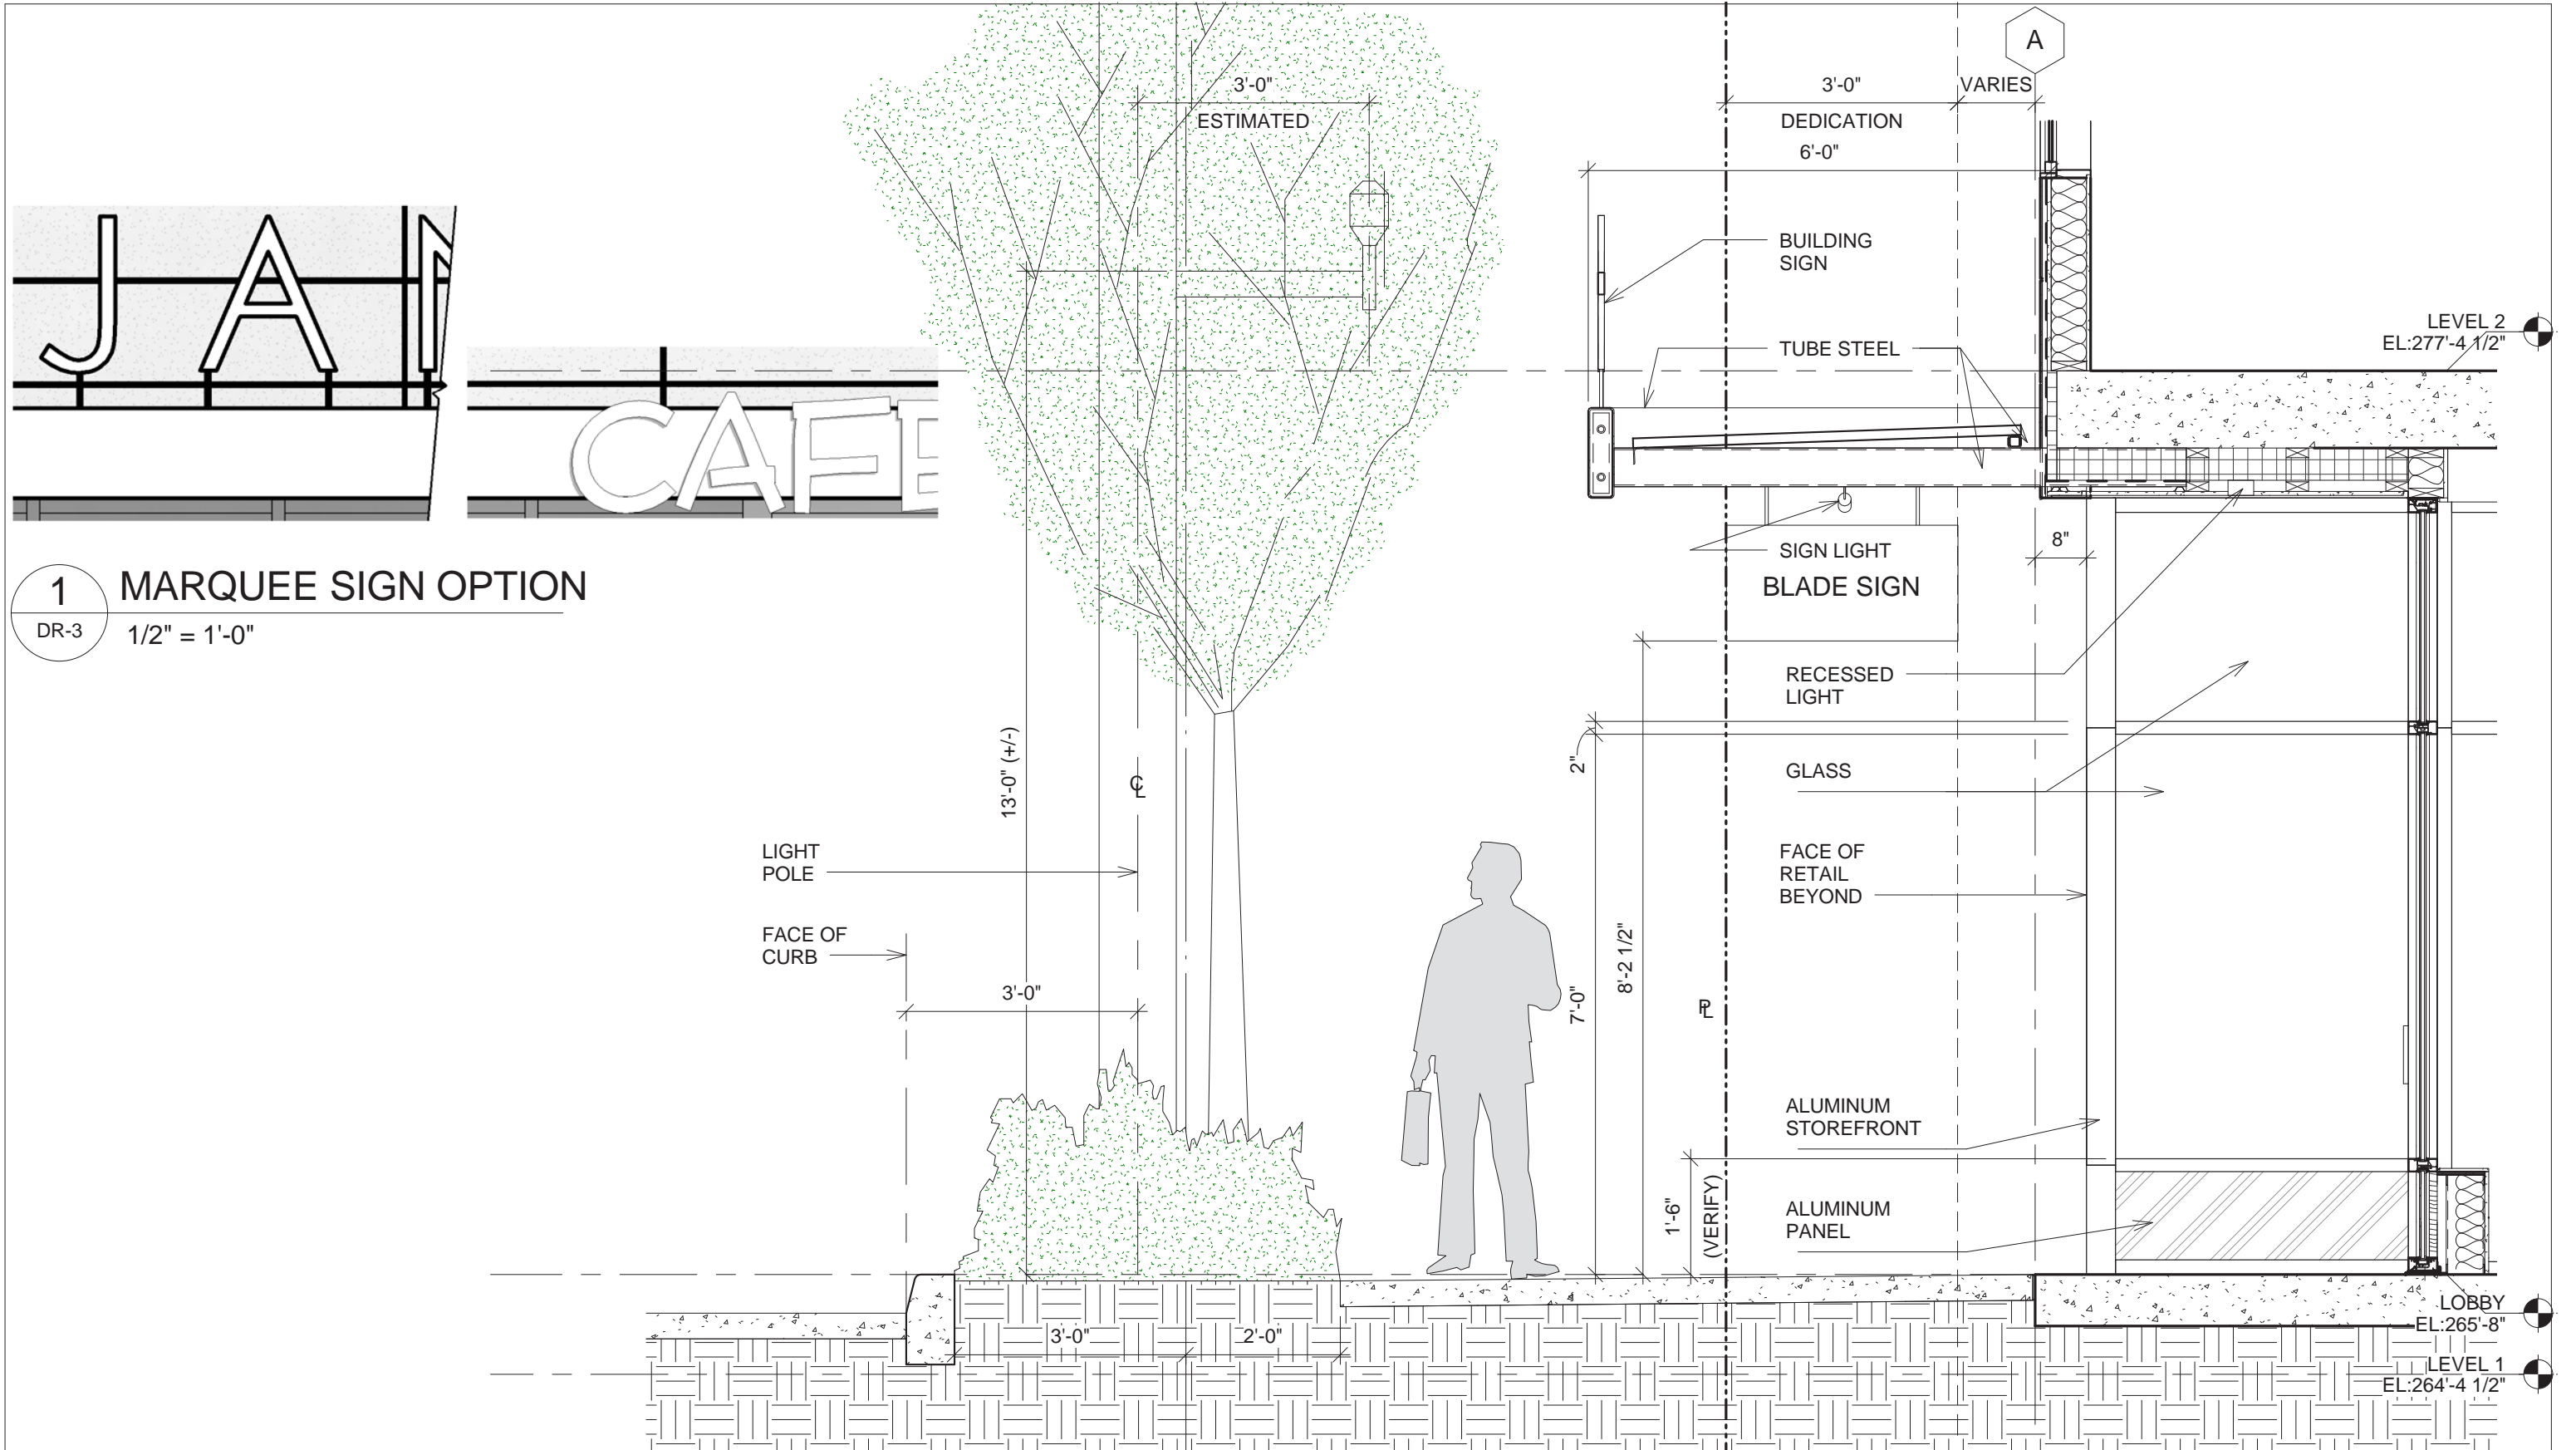 A
3'-0"
ESTIMATED
3'-0"
VARIES
DEDICATION
6'-0"
BUILDING
SIGN
TUBE STEEL
LEVEL 2
EL:277'-4 1/2"
JAN
CAFE
SIGN LIGHT
BLADE SIGN
8"
1
DR-3
MARQUEE SIGN OPTION
1/2" = 1'-0"
RECESSED
LIGHT
13'-0" (+/-)
2"
GLASS
CL
LIGHT
POLE
FACE OF
RETAIL
BEYOND
FACE OF
CURB
3'-0"
7'-0"
8'-2 1/2"
PL
ALUMINUM
STOREFRONT
1'-6"
(VERIFY)
ALUMINUM
PANEL
3'-0"
2'-0"
LOBBY
EL:265'-8"
LEVEL 1
EL:264'-4 1/2"